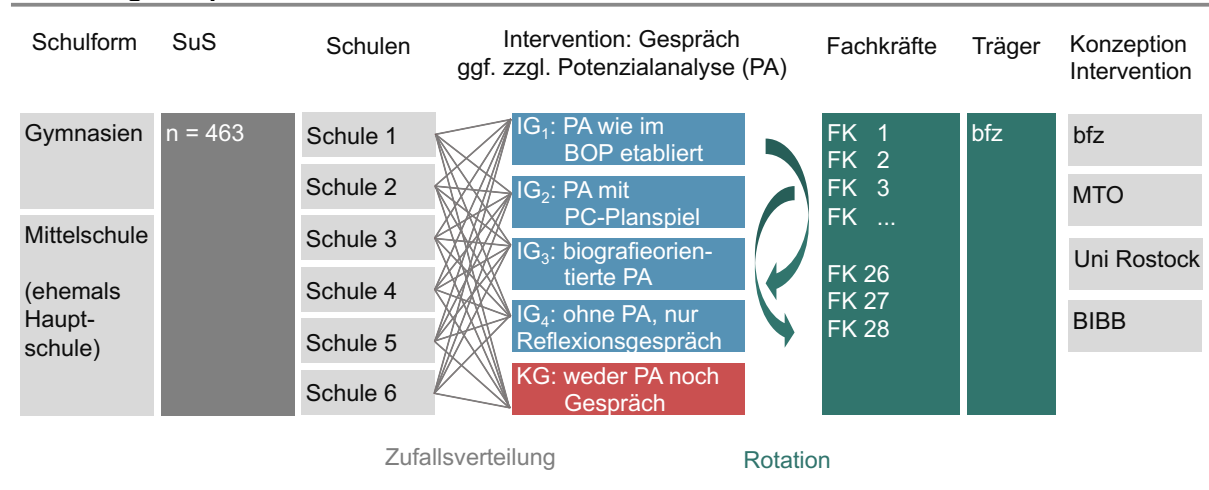 Schulform
SuS
Schulen
Intervention: Gespräch
ggf. zzgl. Potenzialanalyse (PA)
Fachkräfte
Träger
Konzeption
Intervention
Gymnasien
Mittelschule
(ehemals
Haupt-
schule)
n = 463
Schule 1
Schule 2
Schule 3
Schule 4
Schule 5
Schule 6
IG₁: PA wie im
BOP etabliert
IG₂: PA mit
PC-Planspiel
IG₃: biografieorien-
tierte PA
IG₄: ohne PA, nur
Reflexionsgespräch
KG: weder PA noch
Gespräch
FK 1
FK 2
FK 3
FK ...
FK 26
FK 27
FK 28
bfz
bfz
MTO
Uni Rostock
BIBB
Zufallsverteilung
Rotation